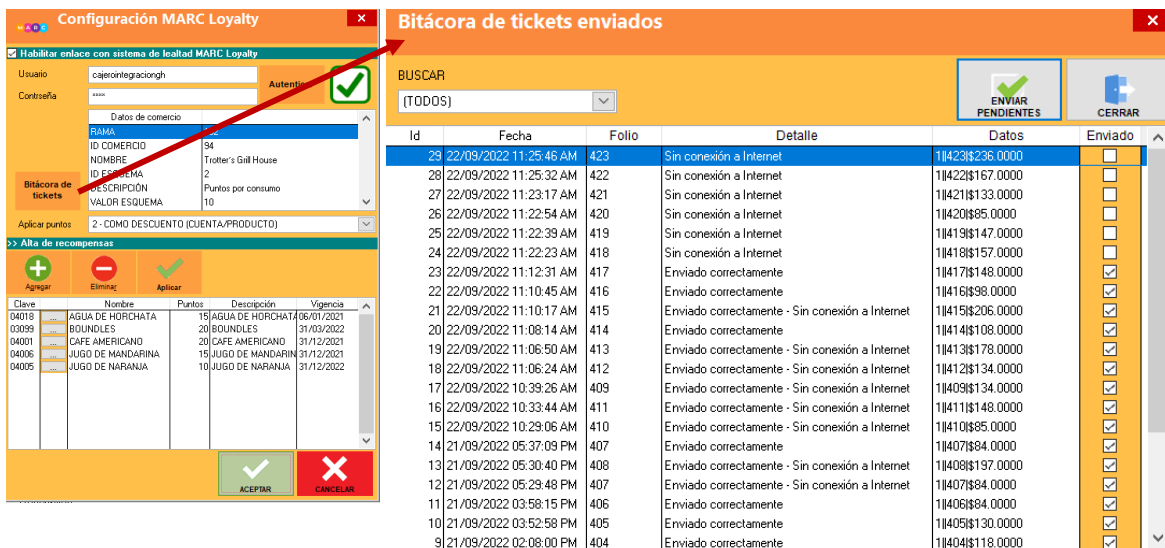 MARC
Configuración MARC Loyalty
Habilitar enlace con sistema de lealtad MARC Loyalty
Usuario cajerointegraciongh
Contrseña ****
Datos de comercio
RAMA
ID COMERCIO 94
NOMBRE Trotter's Grill House
ID ESQUEMA 2
DESCRIPCIÓN Puntos por consumo
VALOR ESQUEMA 10
Bitácora de
tickets
Aplicar puntos 2 - COMO DESCUENTO (CUENTA/PRODUCTO)
>> Alta de recompensas
Agregar Eliminar Aplicar
Clave Nombre Puntos Descripción Vigencia
04018 ... AGUA DE HORCHATA 15 AGUA DE HORCHATA 06/01/2021
03099 ... BOUNDLES 20 BOUNDLES 31/03/2022
04001 ... CAFE AMERICANO 20 CAFE AMERICANO 31/12/2021
04006 ... JUGO DE MANDARINA 15 JUGO DE MANDARIN 31/12/2021
04005 ... JUGO DE NARANJA 10 JUGO DE NARANJA 31/12/2022
ACEPTAR CANCELAR
Bitácora de tickets enviados
BUSCAR
(TODOS)
ENVIAR
PENDIENTES
CERRAR
Id Fecha Folio Detalle Datos Enviado
29 22/09/2022 11:25:46 AM 423 Sin conexión a Internet 1||423|$236.0000
28 22/09/2022 11:25:32 AM 422 Sin conexión a Internet 1||422|$167.0000
27 22/09/2022 11:23:17 AM 421 Sin conexión a Internet 1||421|$133.0000
26 22/09/2022 11:22:54 AM 420 Sin conexión a Internet 1||420|$85.0000
25 22/09/2022 11:22:39 AM 419 Sin conexión a Internet 1||419|$147.0000
24 22/09/2022 11:22:23 AM 418 Sin conexión a Internet 1||418|$157.0000
23 22/09/2022 11:12:31 AM 417 Enviado correctamente 1||417|$148.0000
22 22/09/2022 11:10:45 AM 416 Enviado correctamente 1||416|$98.0000
21 22/09/2022 11:10:17 AM 415 Enviado correctamente - Sin conexión a Internet 1||415|$206.0000
20 22/09/2022 11:08:14 AM 414 Enviado correctamente 1||414|$108.0000
19 22/09/2022 11:06:50 AM 413 Enviado correctamente - Sin conexión a Internet 1||413|$178.0000
18 22/09/2022 11:06:24 AM 412 Enviado correctamente - Sin conexión a Internet 1||412|$134.0000
17 22/09/2022 10:39:26 AM 409 Enviado correctamente - Sin conexión a Internet 1||409|$134.0000
16 22/09/2022 10:33:44 AM 411 Enviado correctamente - Sin conexión a Internet 1||411|$148.0000
15 22/09/2022 10:29:06 AM 410 Enviado correctamente - Sin conexión a Internet 1||410|$85.0000
14 21/09/2022 05:37:09 PM 407 Enviado correctamente 1||407|$84.0000
13 21/09/2022 05:30:40 PM 408 Enviado correctamente - Sin conexión a Internet 1||408|$197.0000
12 21/09/2022 05:29:48 PM 407 Enviado correctamente - Sin conexión a Internet 1||407|$84.0000
11 21/09/2022 03:58:15 PM 406 Enviado correctamente 1||406|$84.0000
10 21/09/2022 03:52:58 PM 405 Enviado correctamente 1||405|$130.0000
9 21/09/2022 02:08:00 PM 404 Enviado correctamente 1||404|$118.0000